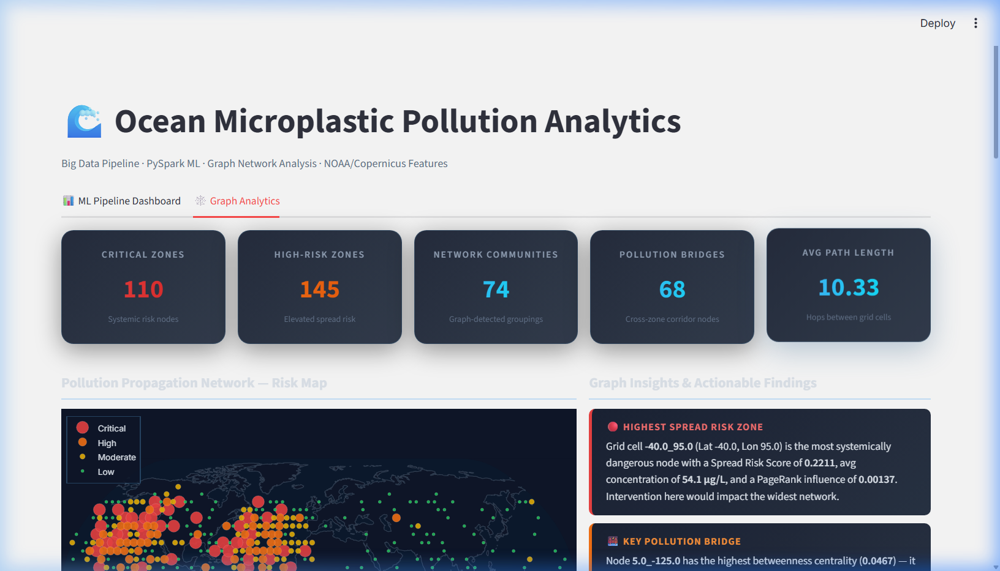 Deploy
Ocean Microplastic Pollution Analytics
Big Data Pipeline · PySpark ML · Graph Network Analysis · NOAA/Copernicus Features
ML Pipeline Dashboard
Graph Analytics
CRITICAL ZONES
110
Systemic risk nodes
HIGH-RISK ZONES
145
Elevated spread risk
NETWORK COMMUNITIES
74
Graph-detected groupings
POLLUTION BRIDGES
68
Cross-zone corridor nodes
AVG PATH LENGTH
10.33
Hops between grid cells
Pollution Propagation Network — Risk Map
Critical
High
Moderate
Low
Graph Insights & Actionable Findings
HIGHEST SPREAD RISK ZONE
Grid cell -40.0_95.0 (Lat -40.0, Lon 95.0) is the most systemically
dangerous node with a Spread Risk Score of 0.2211, avg
concentration of 54.1 µg/L, and a PageRank influence of 0.00137.
Intervention here would impact the widest network.
KEY POLLUTION BRIDGE
Node 5.0_-125.0 has the highest betweenness centrality (0.0467) — it